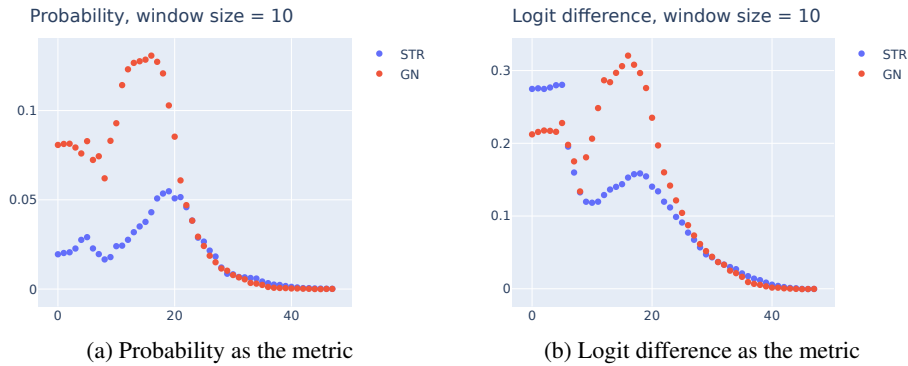 Probability, window size = 10
STR
GN
0.1
0.05
0
0
20
40
(a) Probability as the metric
Logit difference, window size = 10
STR
GN
0.3
0.2
0.1
0
0
20
40
(b) Logit difference as the metric